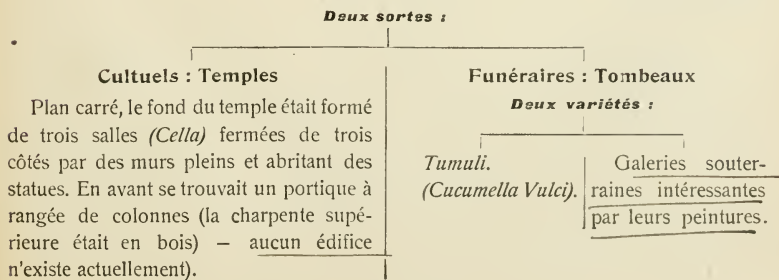 Deux sortes :
Cultuels : Temples
Plan carré, le fond du temple était formé
de trois salles (Cella) fermées de trois
côtés par des murs pleins et abritant des
statues. En avant se trouvait un portique à
rangée de colonnes (la charpente supé-
rieure était en bois) — aucun édifice
n'existe actuellement).
Funéraires : Tombeaux
Deux variétés :
Tumuli.
(Cucumella Vulci).
Galeries souter-
raines intéressantes
par leurs peintures.